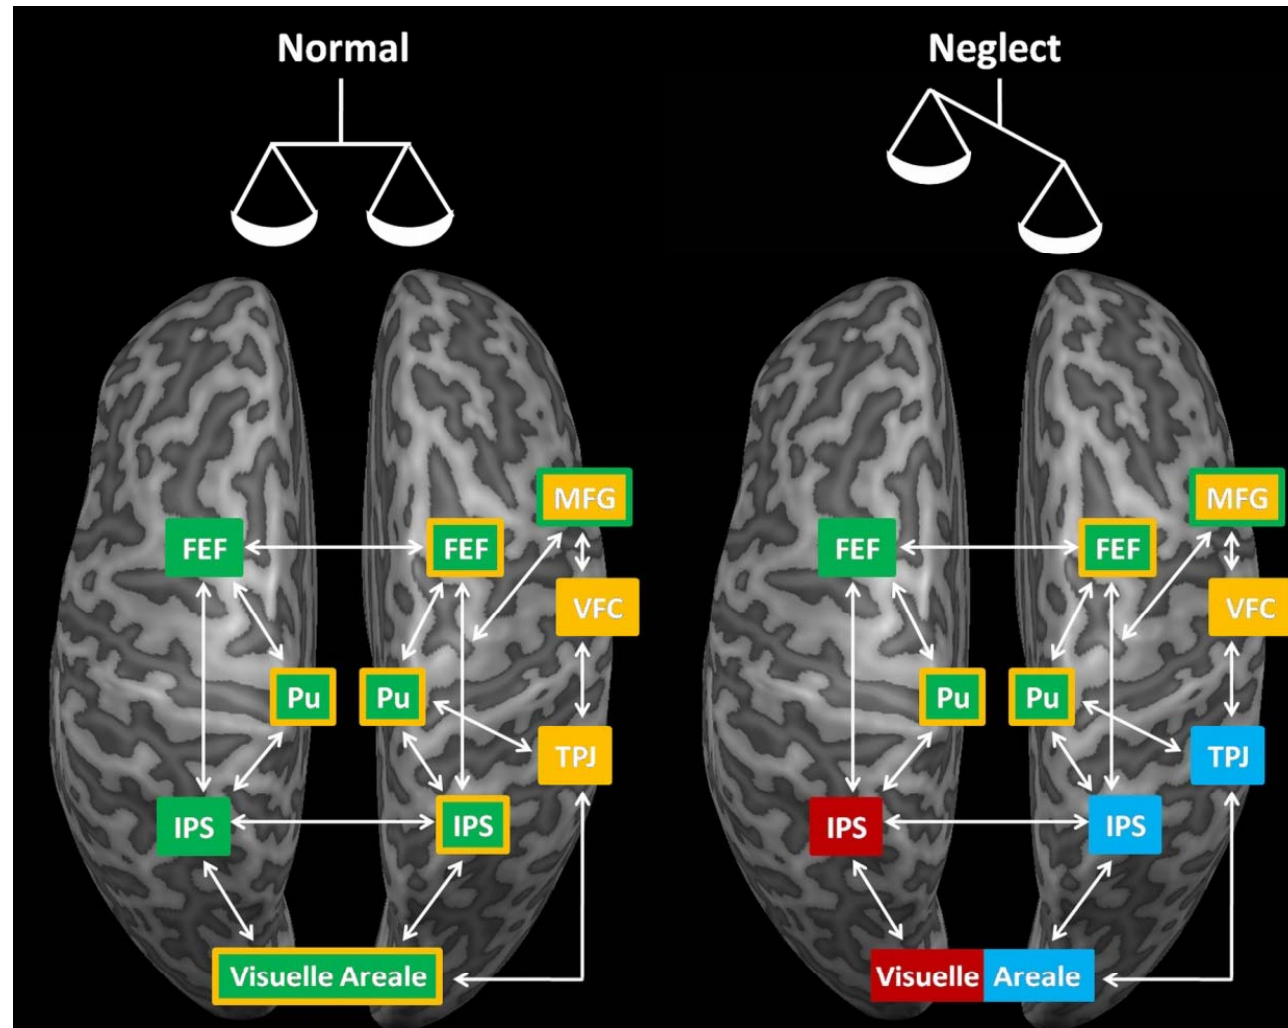 Normal
Neglect
MFG
FEF
FEF
VFC
Pu
Pu
TPJ
IPS
IPS
Visuelle Areale
MFG
FEF
FEF
VFC
Pu
Pu
TPJ
IPS
IPS
Visuelle Areale